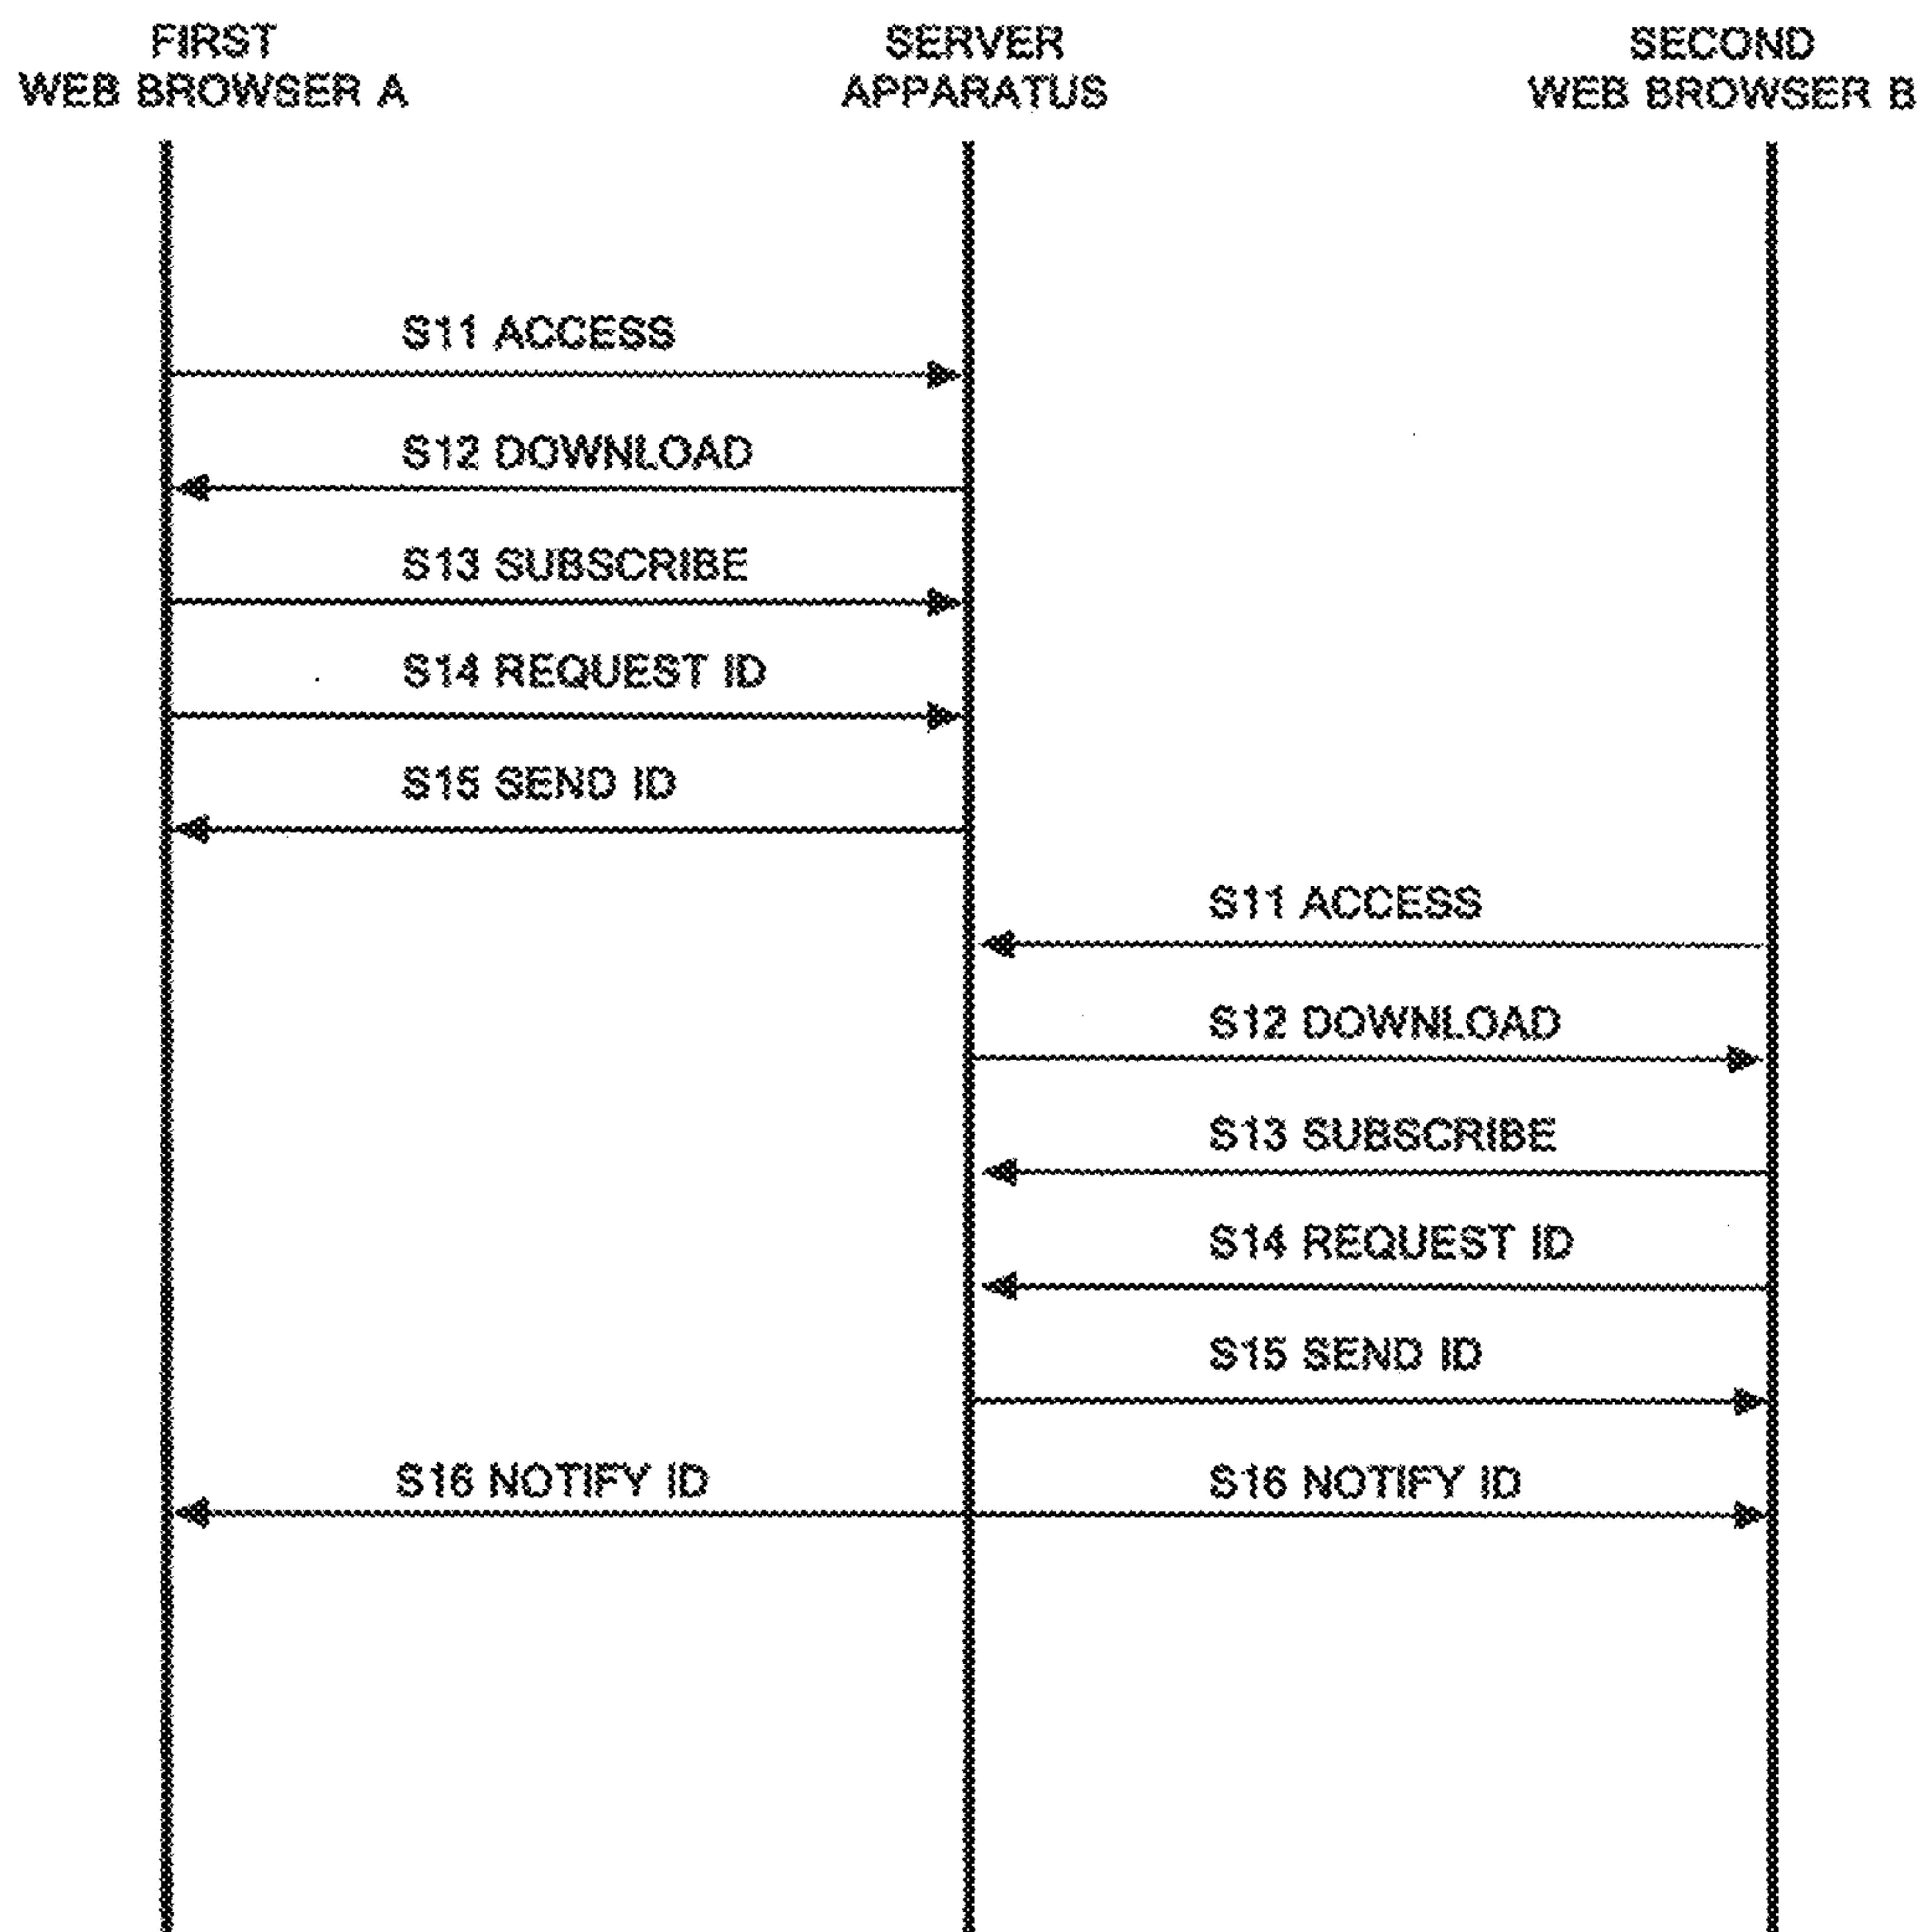 FIRST
WEB BROWSER A
SERVER
APPARATUS
SECOND
WEB BROWSER B
S11 ACCESS
S12 DOWNLOAD
S13 SUBSCRIBE
S14 REQUEST ID
S15 SEND ID
S11 ACCESS
S12 DOWNLOAD
S13 SUBSCRIBE
S14 REQUEST ID
S15 SEND ID
S16 NOTIFY ID
S16 NOTIFY ID